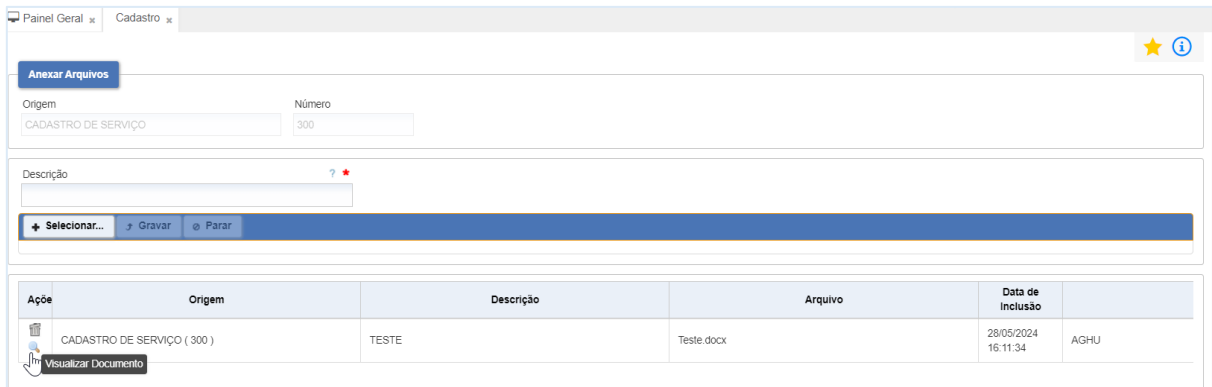 Painel Geral Cadastro
Anexar Arquivos
Origem Número
CADASTRO DE SERVIÇO 300
Descrição ? *
Selecionar... Gravar Parar
Açõe Origem Descrição Arquivo Data de Inclusão
CADASTRO DE SERVIÇO ( 300 ) TESTE Teste.docx 28/05/2024 16:11:34 AGHU
Visualizar Documento